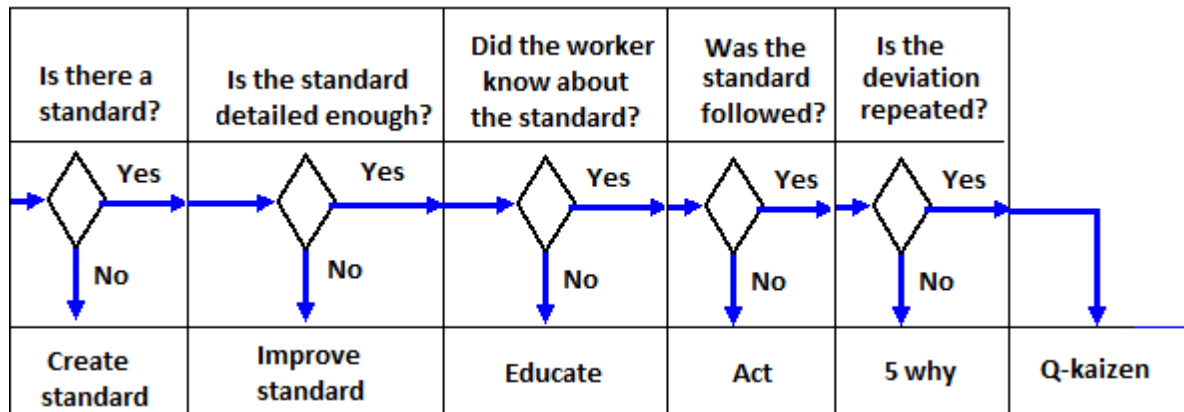 Is there a
standard?
Is the standard
detailed enough?
Did the worker
know about
the standard?
Was the
standard
followed?
Is the
deviation
repeated?
Yes
Yes
Yes
Yes
Yes
No
No
No
No
No
Create
standard
Improve
standard
Educate
Act
5 why
Q-kaizen